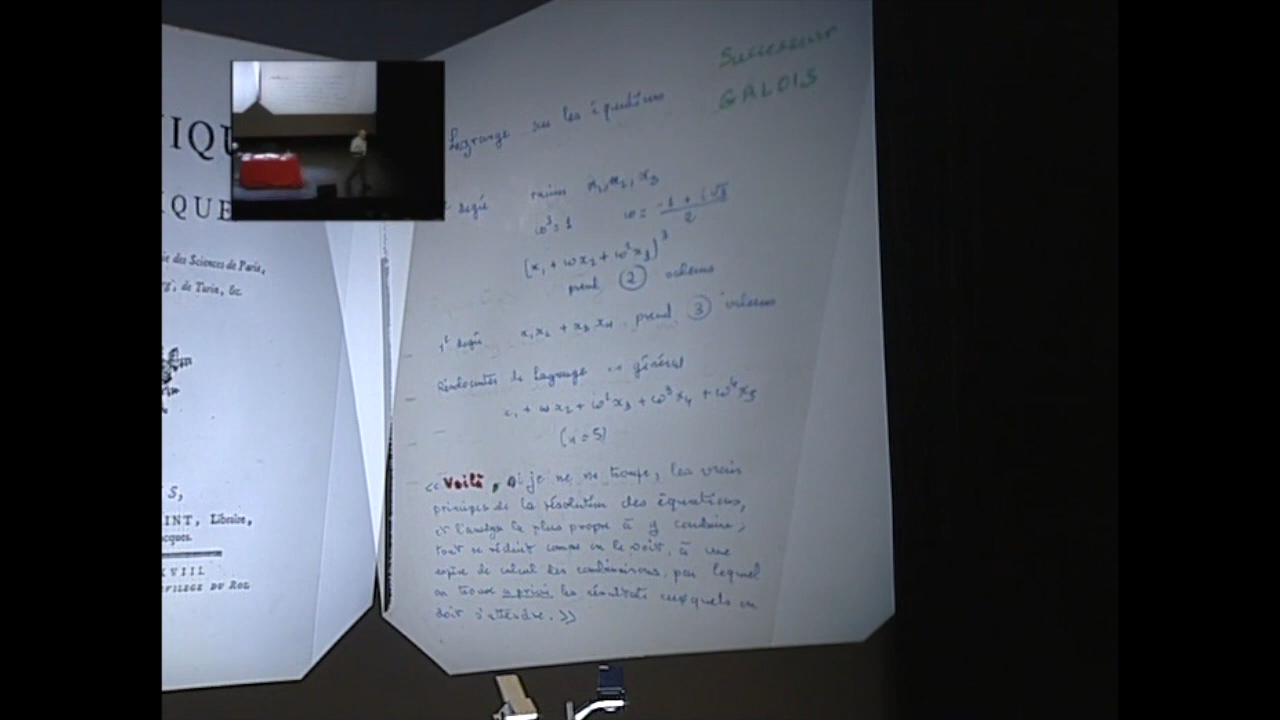 IQU
QUE
ie des Sciences de Paris,
de Turin, &c.
S,
INT, Libraire,
acques.
XVIII.
VILEGE DU ROI
Successeur
GALOIS
Lagrange sur les équations
degré racines x₁, x₂, x₃
ω³ = 1 ω = (-1 + i√3)/2
(x₁ + ωx₂ + ω²x₃)³
prend 2 valeurs
degré x₁x₂ + x₃x₄ prend 3 valeurs
Résolvantes de Lagrange en général
x₁ + ωx₂ + ω²x₃ + ω³x₄ + ω⁴x₅
(n = 5)
« Voilà, si je ne me trompe, les vrais
principes de la résolution des équations,
et l'analyse la plus propre à y conduire ;
tout se réduit comme on le voit, à une
espèce de calcul des combinaisons, par lequel
on trouve a priori les résultats auxquels on
doit s'attendre. »